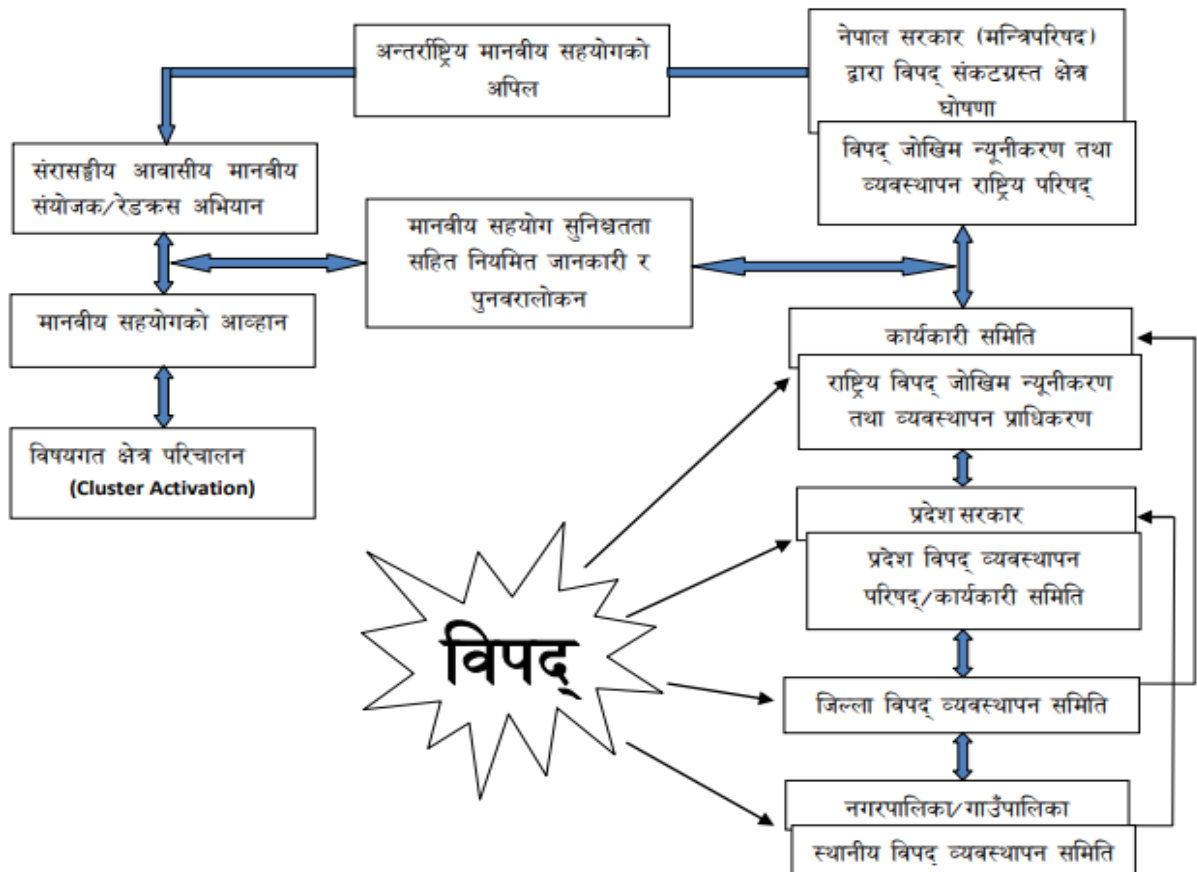 अन्तर्राष्ट्रिय मानवीय सहयोगको
अपिल
नेपाल सरकार (मन्त्रिपरिषद)
द्वारा विपद् संकटग्रस्त क्षेत्र
घोषणा
विपद् जोखिम न्यूनीकरण तथा
व्यवस्थापन राष्ट्रिय परिषद्
संरासङ्घीय आवासीय मानवीय
संयोजक/रेडक्रस अभियान
मानवीय सहयोग सुनिश्चतता
सहित नियमित जानकारी र
पुनवरालोकन
मानवीय सहयोगको आव्हान
विषयगत क्षेत्र परिचालन
(Cluster Activation)
कार्यकारी समिति
राष्ट्रिय विपद् जोखिम न्यूनीकरण
तथा व्यवस्थापन प्राधिकरण
प्रदेश सरकार
प्रदेश विपद् व्यवस्थापन
परिषद्/कार्यकारी समिति
विपद्
जिल्ला विपद् व्यवस्थापन समिति
नगरपालिका/गाउँपालिका
स्थानीय विपद् व्यवस्थापन समिति